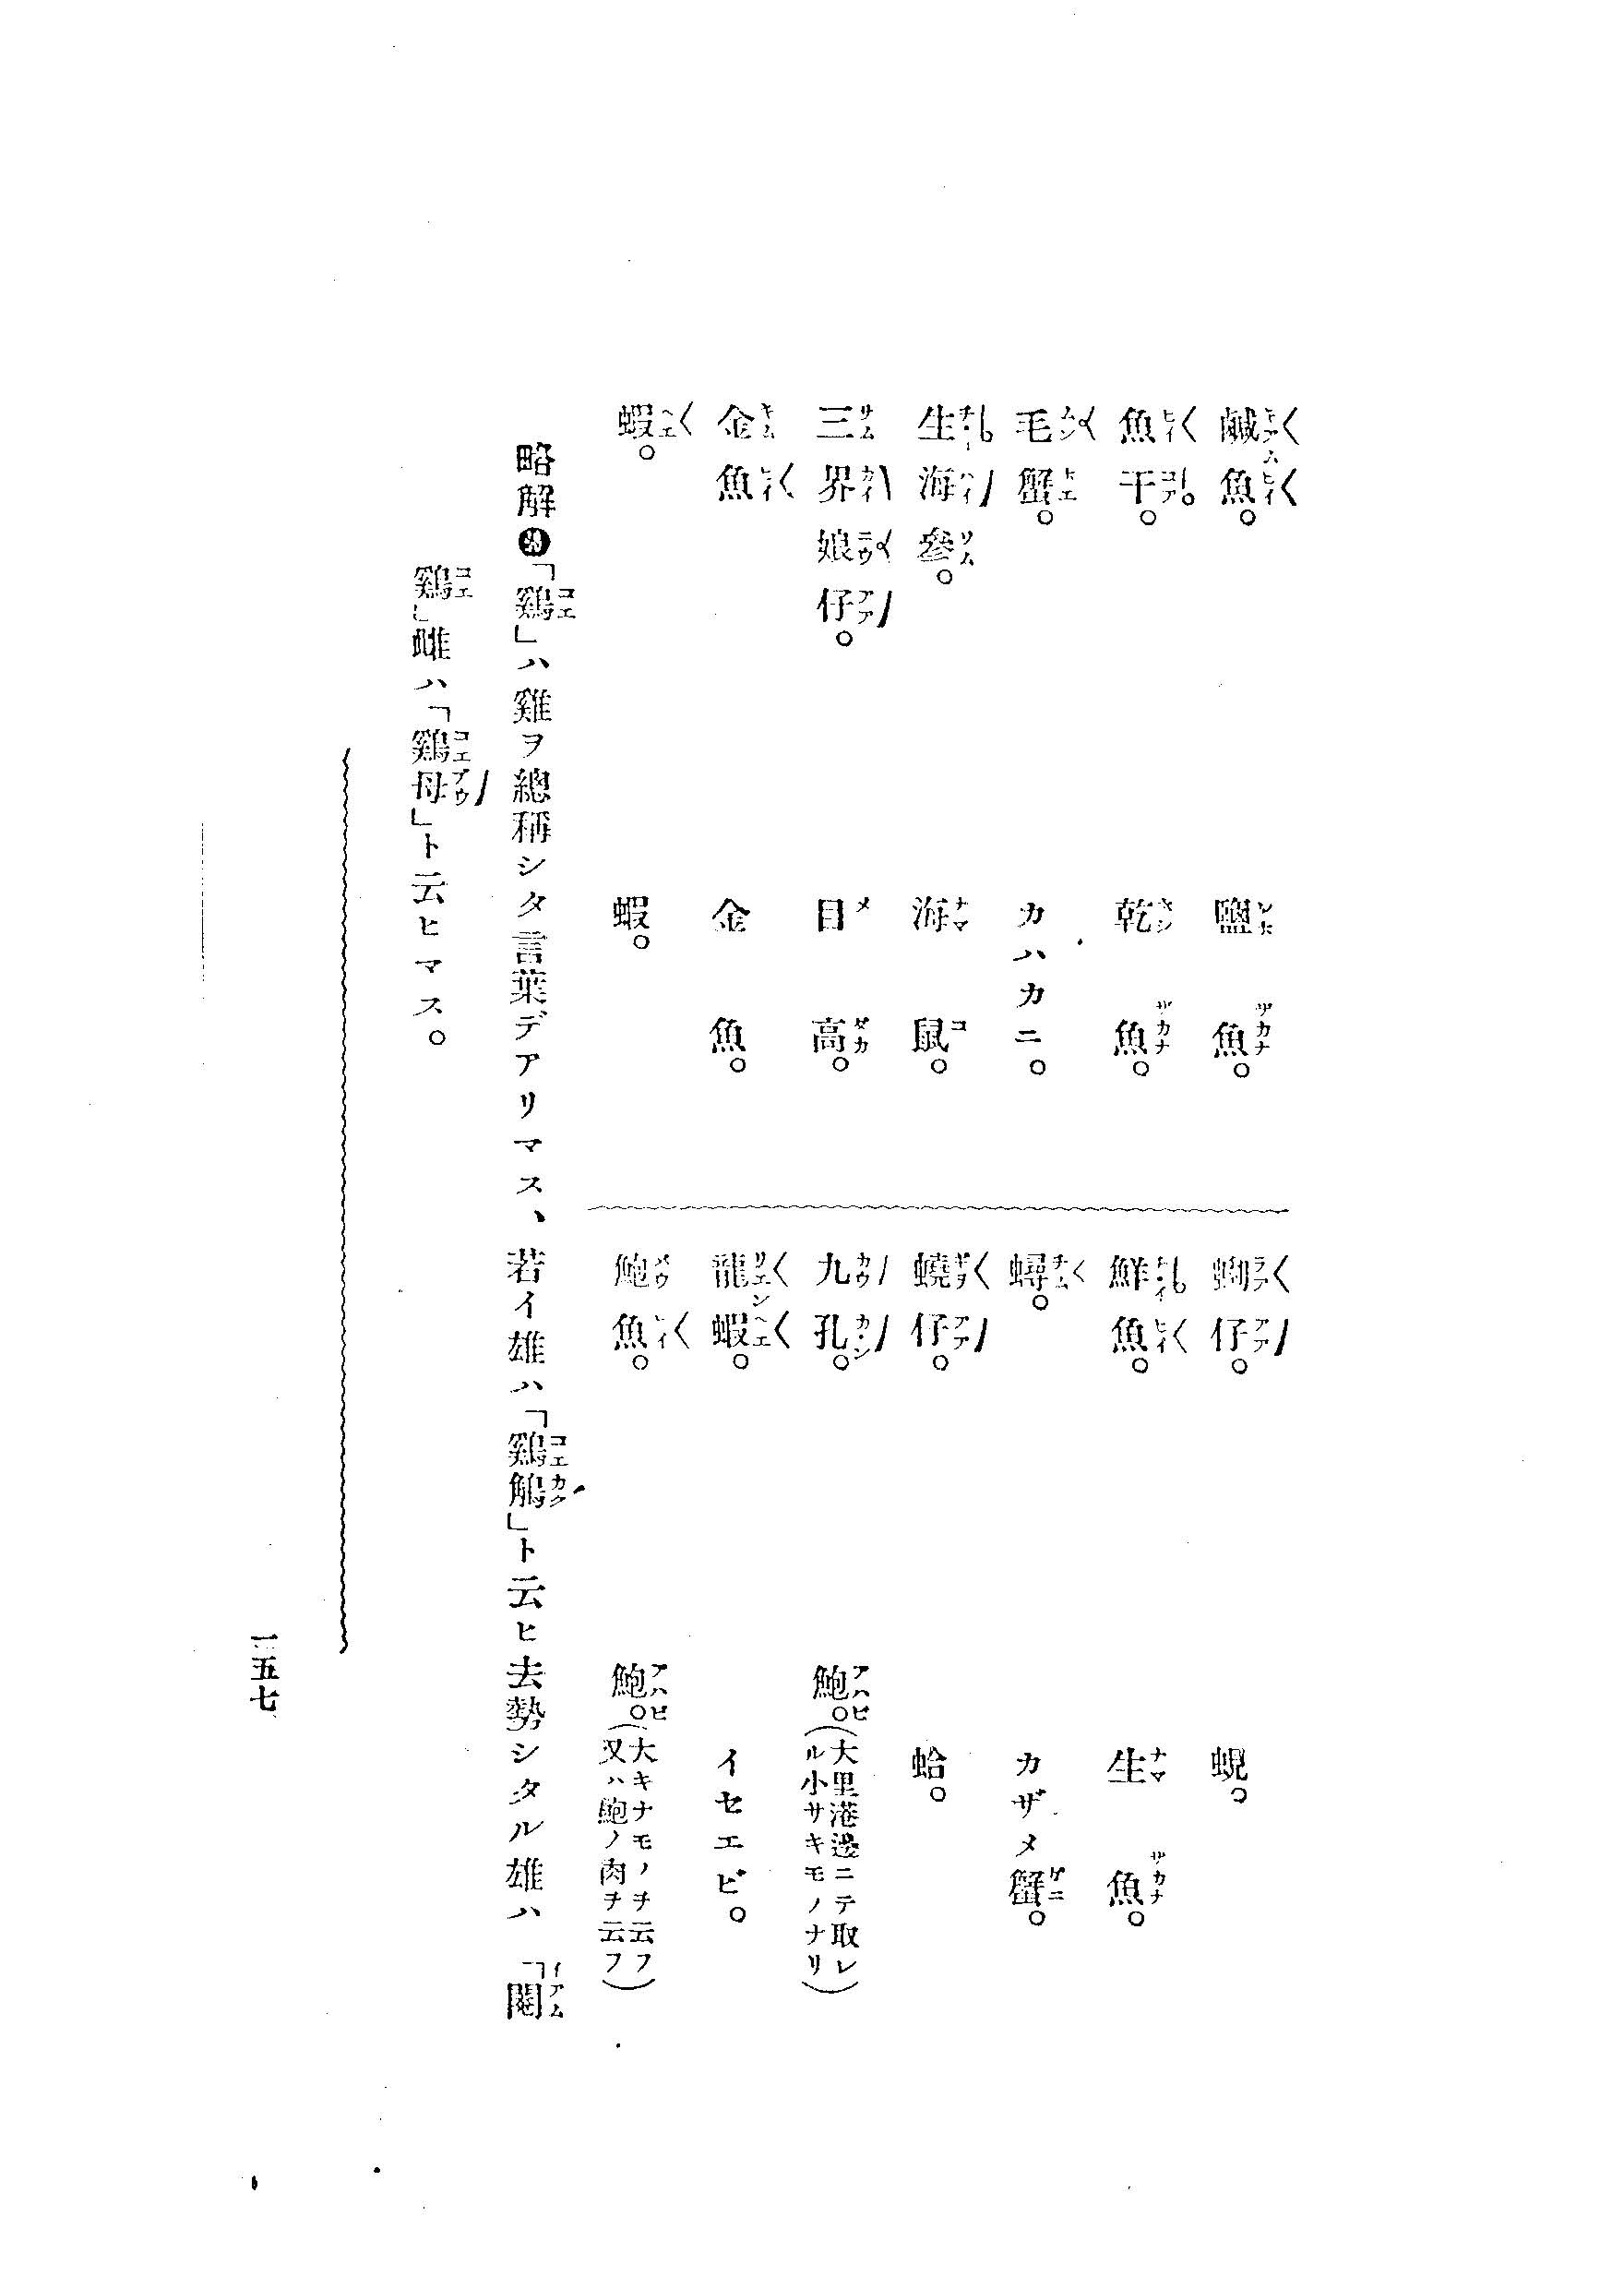 鹹魚。 鹽魚。
魚干。 乾魚。
毛蟹。 カハカニ。
生海參。 海鼠。
三界娘仔。 目高。
金魚 金魚。
蝦。 蝦。
蜊仔。 蜆。
鮮魚。 生魚。
蟳。 カザメ蟹。
蟯仔。 蛤。
九孔。 鮑。(大里港邊ニテ取レル小サキモノナリ)
龍蝦。 イセエビ。
鮑魚。 鮑。(大キナモノヲ云フ又ハ鮑ノ肉ヲ云フ)
略解 「鷄」ハ雞ヲ總稱シタ言葉デアリマス、若イ雄ハ「鷄鵤」ト云ヒ去勢シタル雄ハ「閹
鷄」雌ハ「鷄母」ト云ヒマス。
一五七